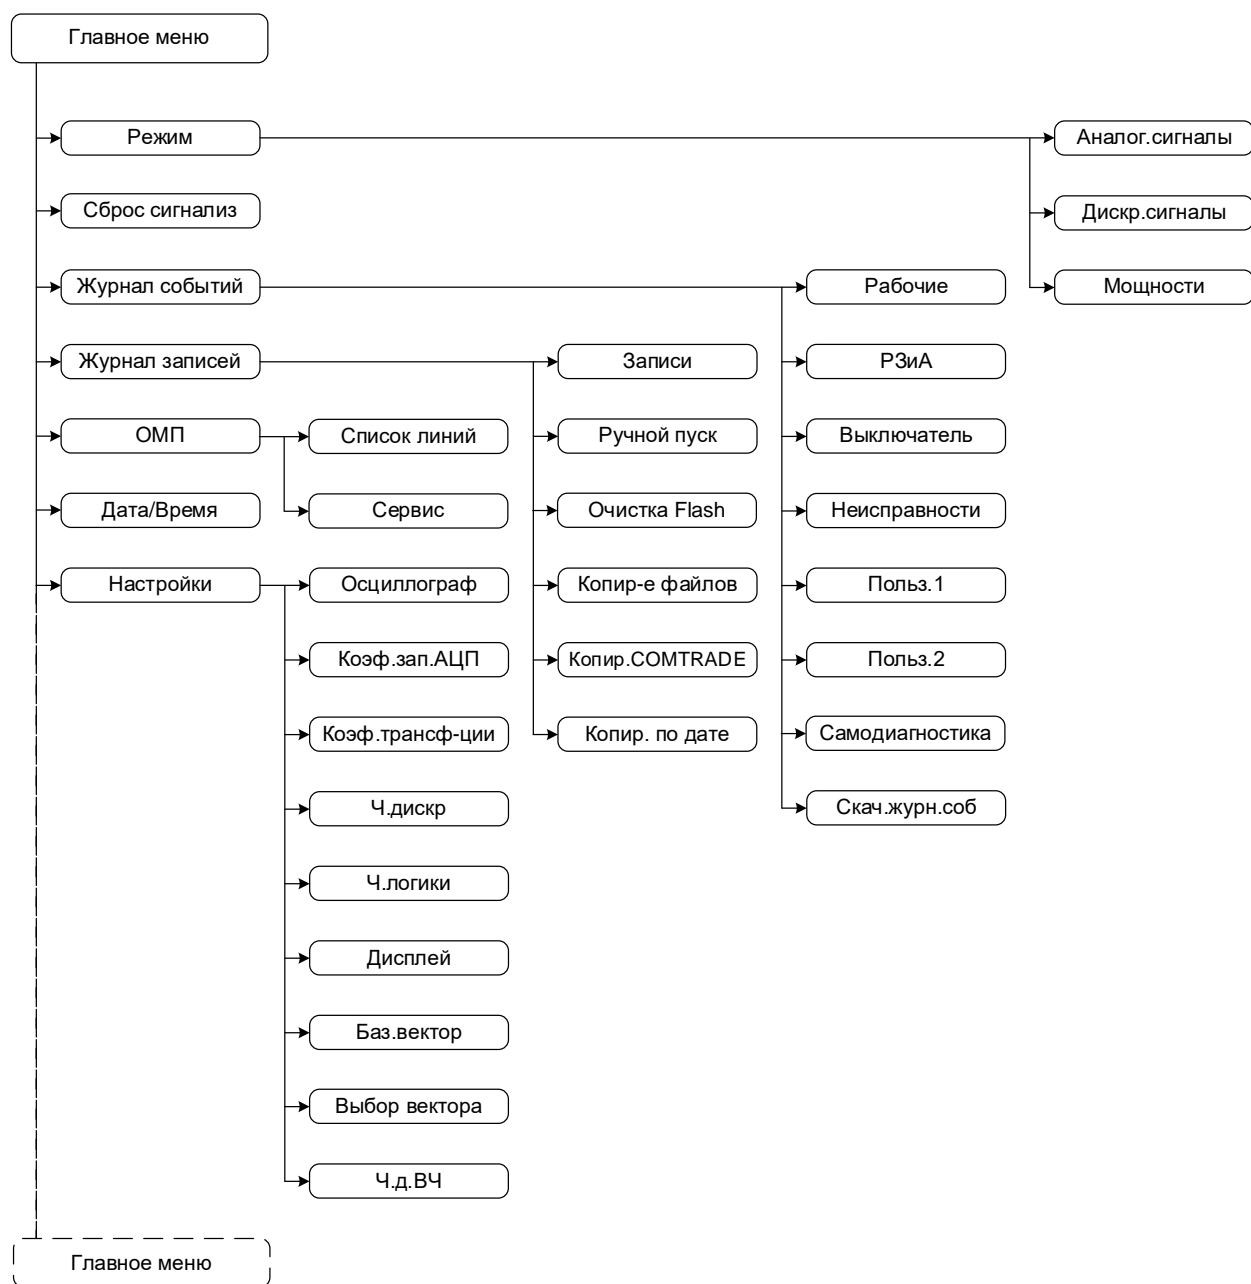 Главное меню
Режим
Аналог.сигналы
Сброс сигнализ
Дискр.сигналы
Журнал событий
Рабочие
Мощности
Журнал записей
Записи
РЗиА
ОМП
Список линий
Ручной пуск
Выключатель
Дата/Время
Сервис
Очистка Flash
Неисправности
Настройки
Осциллограф
Копир-е файлов
Польз.1
Коэф.зап.АЦП
Копир.COMTRADE
Польз.2
Коэф.трансф-ции
Копир. по дате
Самодиагностика
Ч.дискр
Скач.журн.соб
Ч.логики
Дисплей
Баз.вектор
Выбор вектора
Ч.д.ВЧ
Главное меню